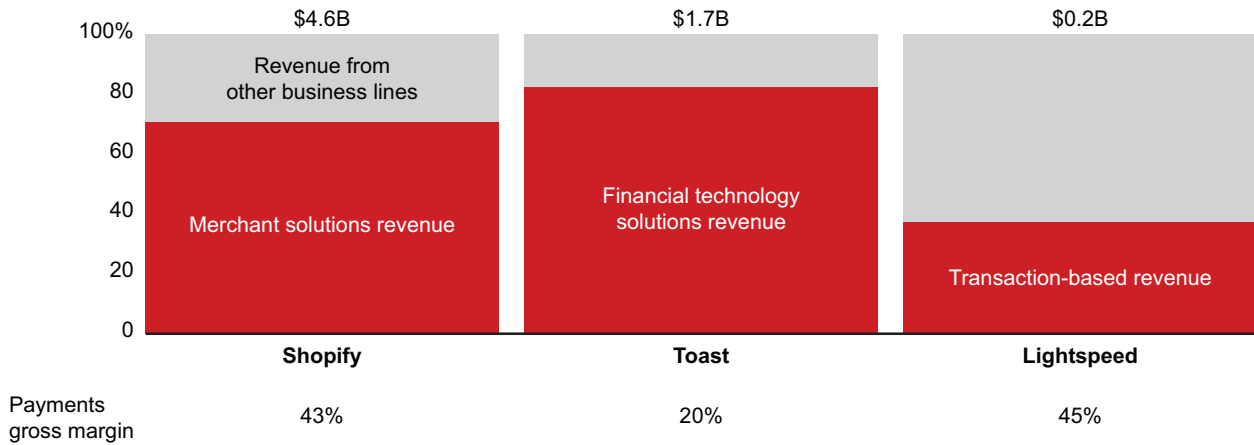 $4.6B
$1.7B
$0.2B
100%
80
60
40
20
0
Revenue from
other business lines
Merchant solutions revenue
Financial technology
solutions revenue
Transaction-based revenue
Shopify
Toast
Lightspeed
Payments
gross margin
43%
20%
45%